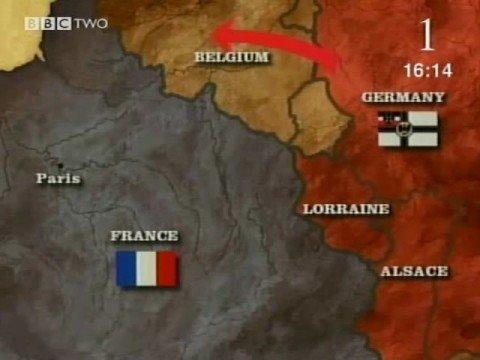 BBC TWO
1
BELGIUM
16:14
GERMANY
Paris
LORRAINE
FRANCE
ALSACE